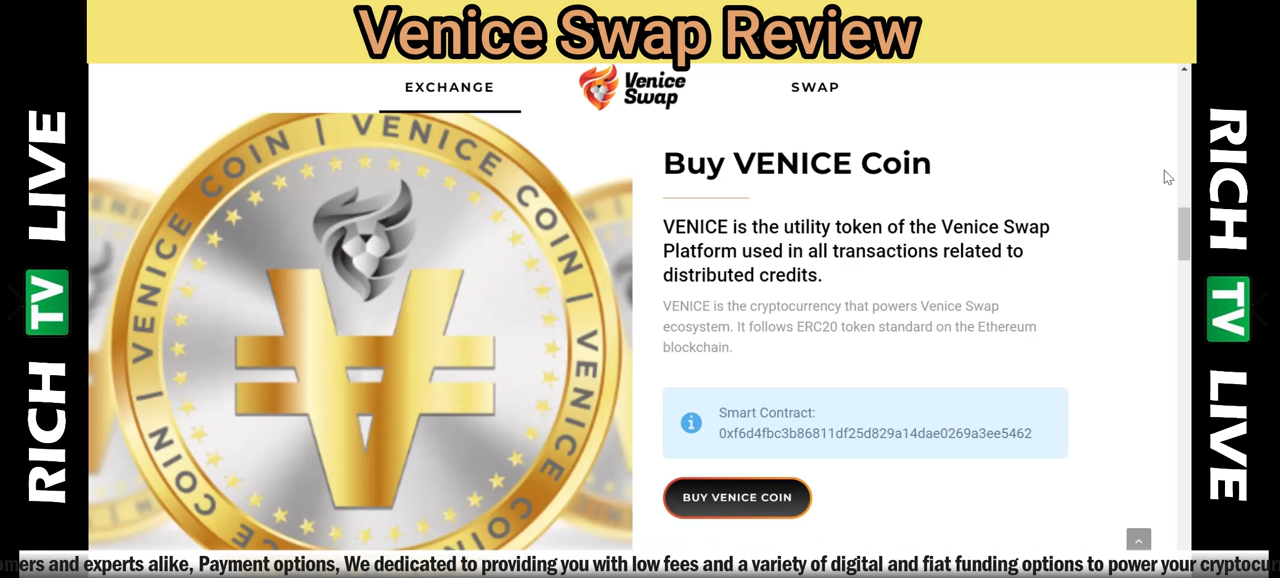 Venice Swap Review
EXCHANGE
Venice
Swap
SWAP
RICH TV LIVE
VENICE COIN | VENICE COIN | VENICE COIN
Buy VENICE Coin
VENICE is the utility token of the Venice Swap
Platform used in all transactions related to
distributed credits.
VENICE is the cryptocurrency that powers Venice Swap
ecosystem. It follows ERC20 token standard on the Ethereum
blockchain.
Smart Contract:
0xf6d4fbc3b86811df25d829a14dae0269a3ee5462
BUY VENICE COIN
RICH TV LIVE
omers and experts alike, Payment options, We dedicated to providing you with low fees and a variety of digital and fiat funding options to power your cryptocu